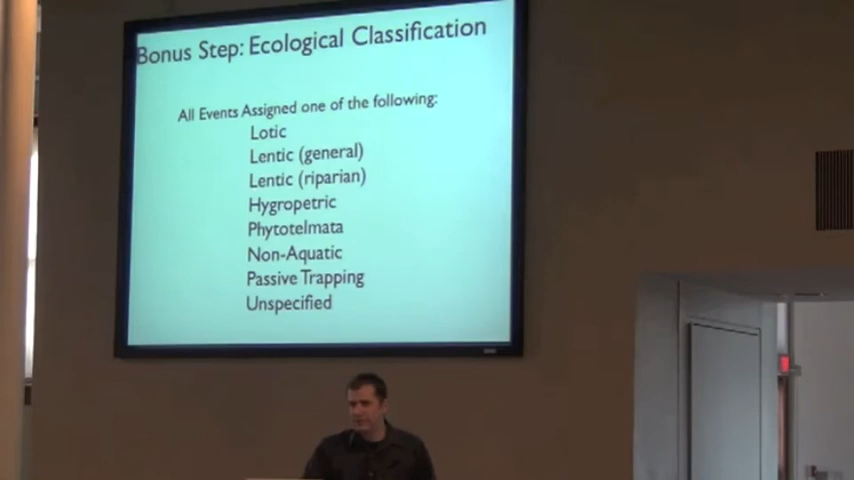 Bonus Step: Ecological Classification
All Events Assigned one of the following:
Lotic
Lentic (general)
Lentic (riparian)
Hygropetric
Phytotelmata
Non-Aquatic
Passive Trapping
Unspecified